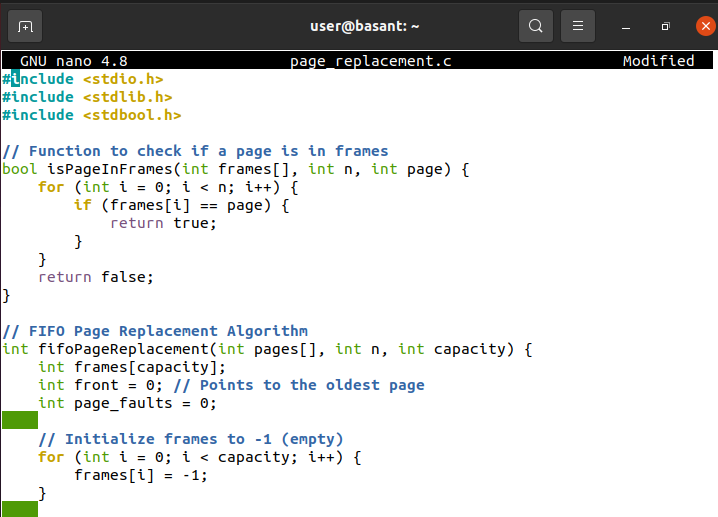 user@basant: ~
GNU nano 4.8 page_replacement.c Modified
#include <stdio.h>
#include <stdlib.h>
#include <stdbool.h>

// Function to check if a page is in frames
bool isPageInFrames(int frames[], int n, int page) {
    for (int i = 0; i < n; i++) {
        if (frames[i] == page) {
            return true;
        }
    }
    return false;
}

// FIFO Page Replacement Algorithm
int fifoPageReplacement(int pages[], int n, int capacity) {
    int frames[capacity];
    int front = 0; // Points to the oldest page
    int page_faults = 0;

    // Initialize frames to -1 (empty)
    for (int i = 0; i < capacity; i++) {
        frames[i] = -1;
    }